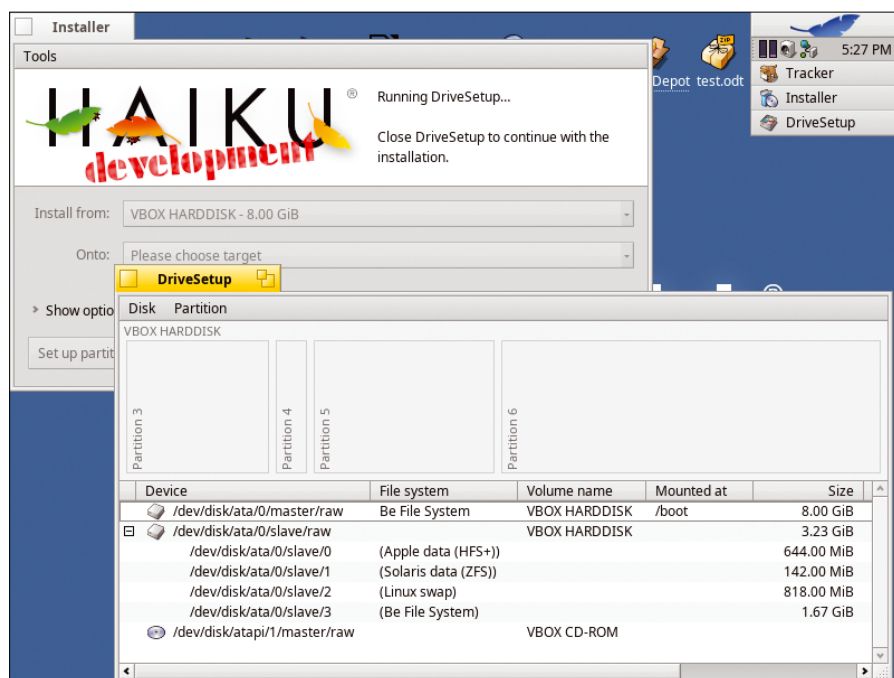 Installer
Tools
HAIKU ®
development
Running DriveSetup...
Close DriveSetup to continue with the
installation.
Install from: VBOX HARDDISK - 8.00 GiB
Onto: Please choose target
Show optio
Set up partit
Depot test.odt
ZIP
5:27 PM
Tracker
Installer
DriveSetup
DriveSetup
Disk Partition
VBOX HARDDISK
Partition 3
Partition 4
Partition 5
Partition 6
Device File system Volume name Mounted at Size
/dev/disk/ata/0/master/raw Be File System VBOX HARDDISK /boot 8.00 GiB
/dev/disk/ata/0/slave/raw VBOX HARDDISK 3.23 GiB
/dev/disk/ata/0/slave/0 (Apple data (HFS+)) 644.00 MiB
/dev/disk/ata/0/slave/1 (Solaris data (ZFS)) 142.00 MiB
/dev/disk/ata/0/slave/2 (Linux swap) 818.00 MiB
/dev/disk/ata/0/slave/3 (Be File System) 1.67 GiB
/dev/disk/atapi/1/master/raw VBOX CD-ROM